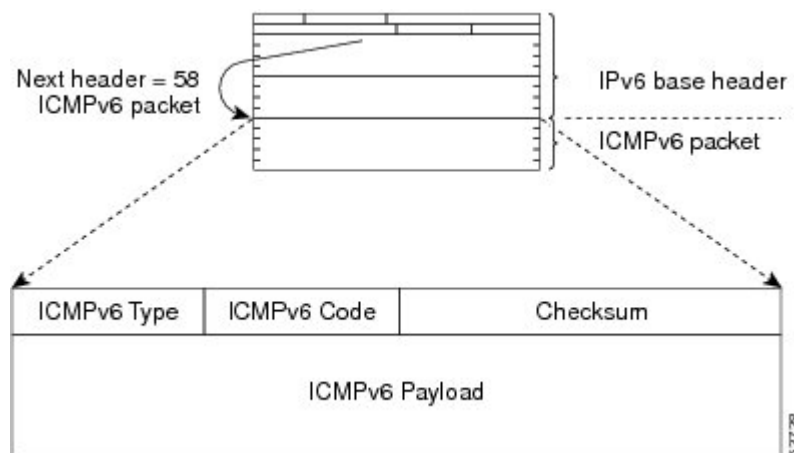 Next header = 58
ICMPv6 packet
IPv6 base header
ICMPv6 packet
ICMPv6 Type
ICMPv6 Code
Checksum
ICMPv6 Payload